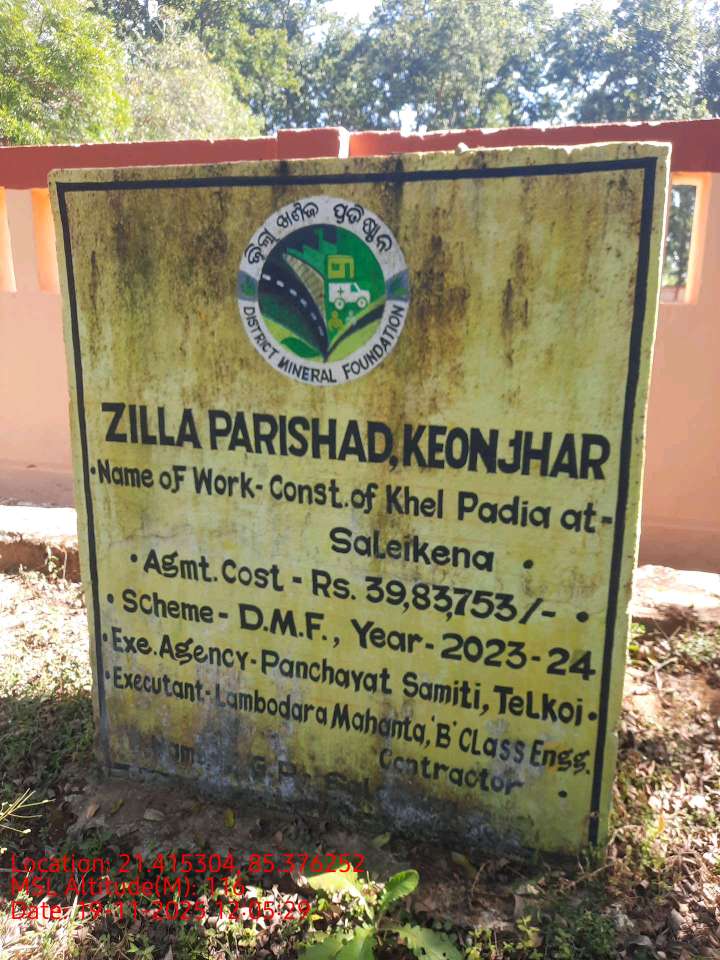 ଜିଲ୍ଲା ଖଣିଜ ପ୍ରତିଷ୍ଠାନ
DISTRICT MINERAL FOUNDATION
ZILLA PARISHAD, KEONJHAR
•Name of Work- Const. of Khel Padia at-
Saleikena •
•Agmt. Cost - Rs. 39,83,753/- •
•Scheme- D.M.F., Year-2023-24
•Exe. Agency-Panchayat Samiti, Telkoi•
•Executant-Lambodara Mahanta,'B' Class Engg.
Contractor •
G.P.
Location: 21.415304, 85.376252
MSL Altitude(M): 116
Date: 19-11-2025 12:05:29